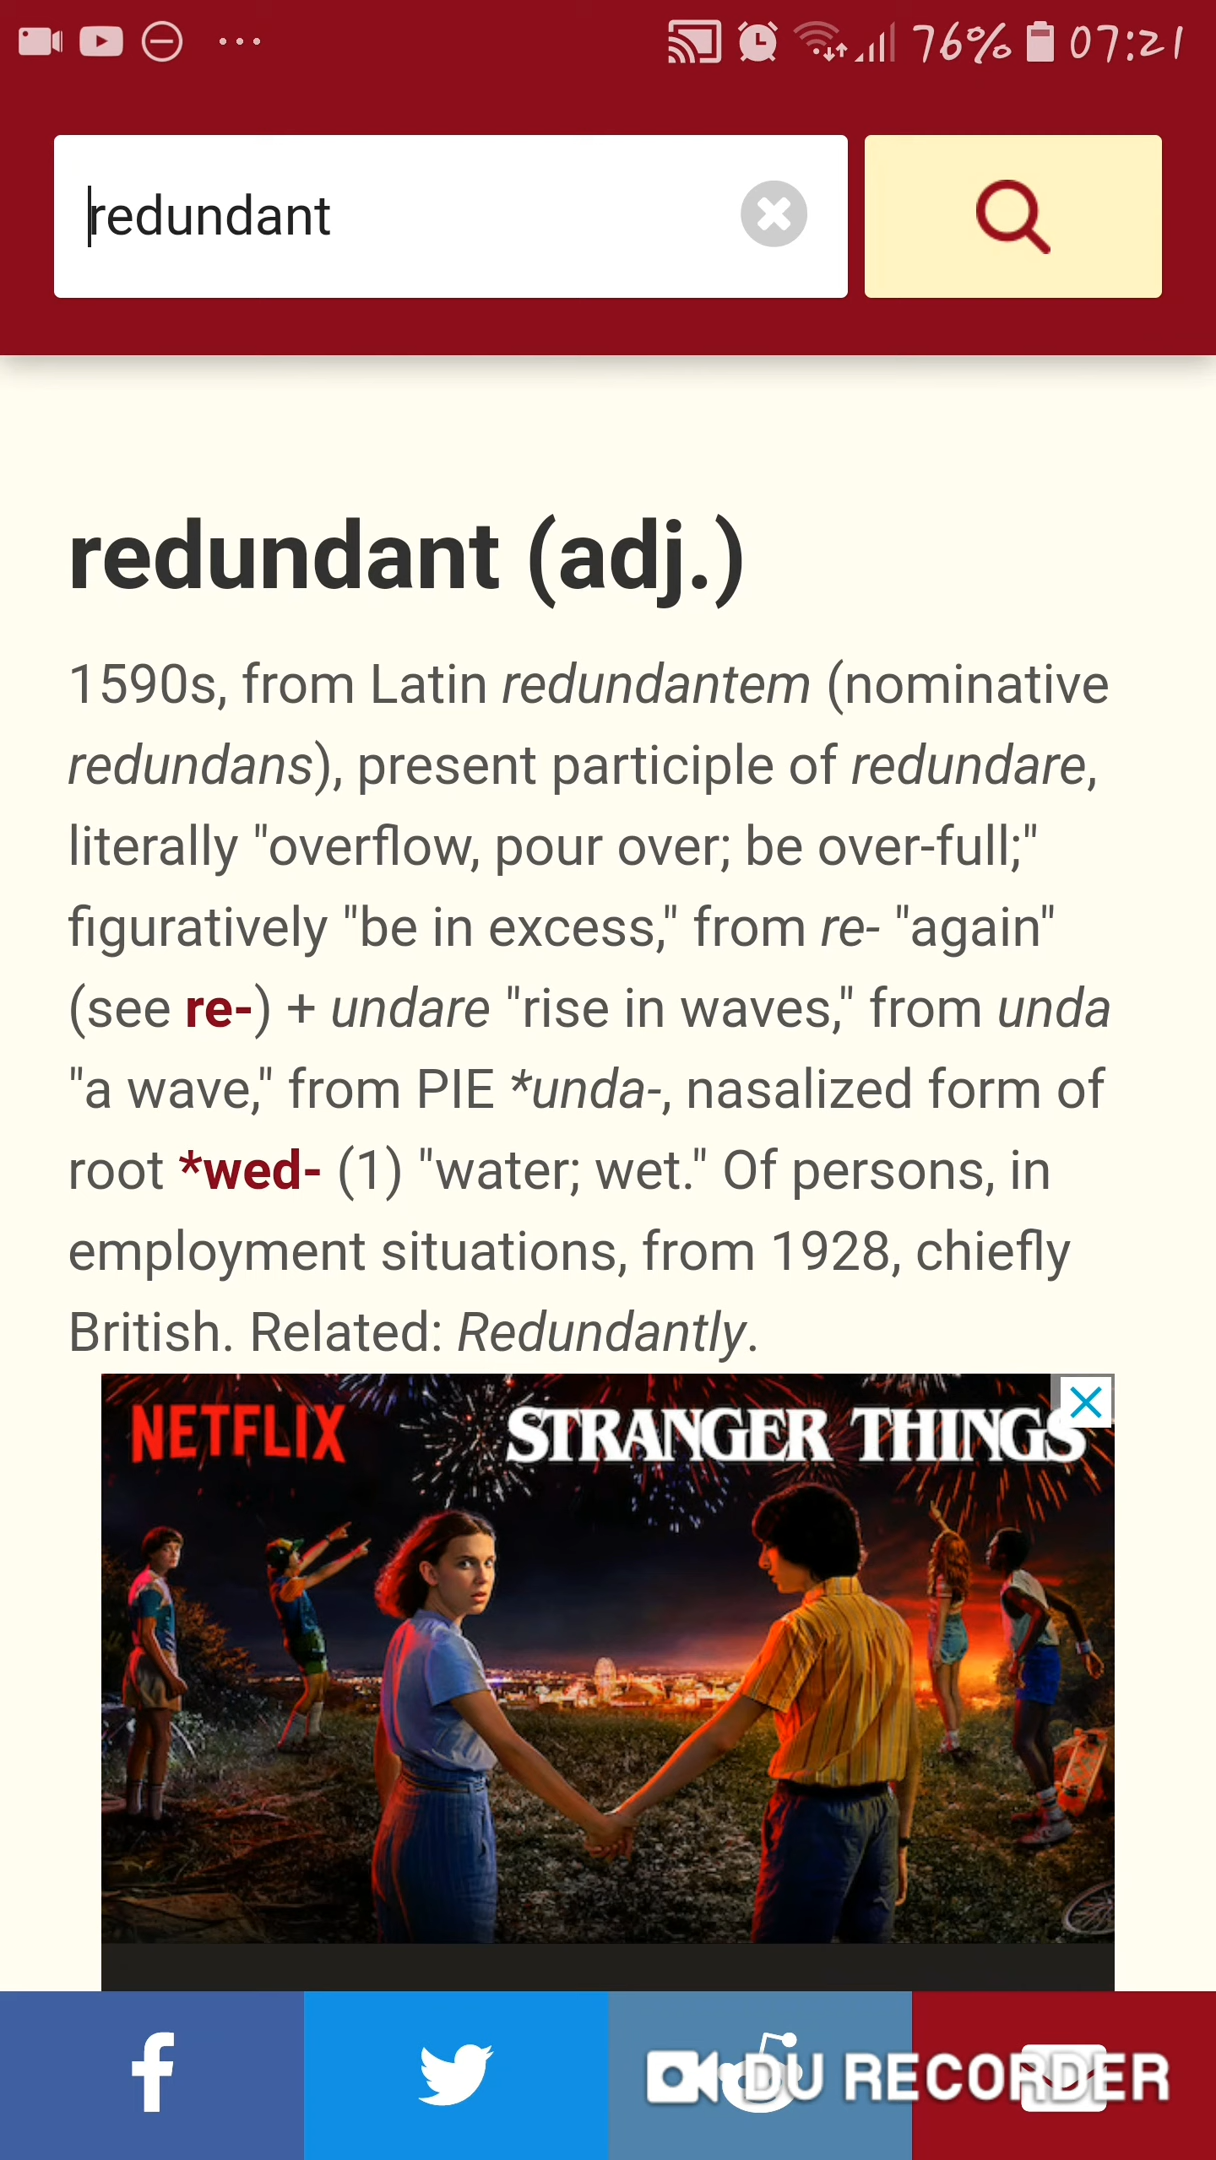 76% 07:21
redundant
redundant (adj.)
1590s, from Latin redundantem (nominative
redundans), present participle of redundare,
literally "overflow, pour over; be over-full;"
figuratively "be in excess," from re- "again"
(see re-) + undare "rise in waves," from unda
"a wave," from PIE *unda-, nasalized form of
root *wed- (1) "water; wet." Of persons, in
employment situations, from 1928, chiefly
British. Related: Redundantly.
NETFLIX STRANGER THINGS
DU RECORDER